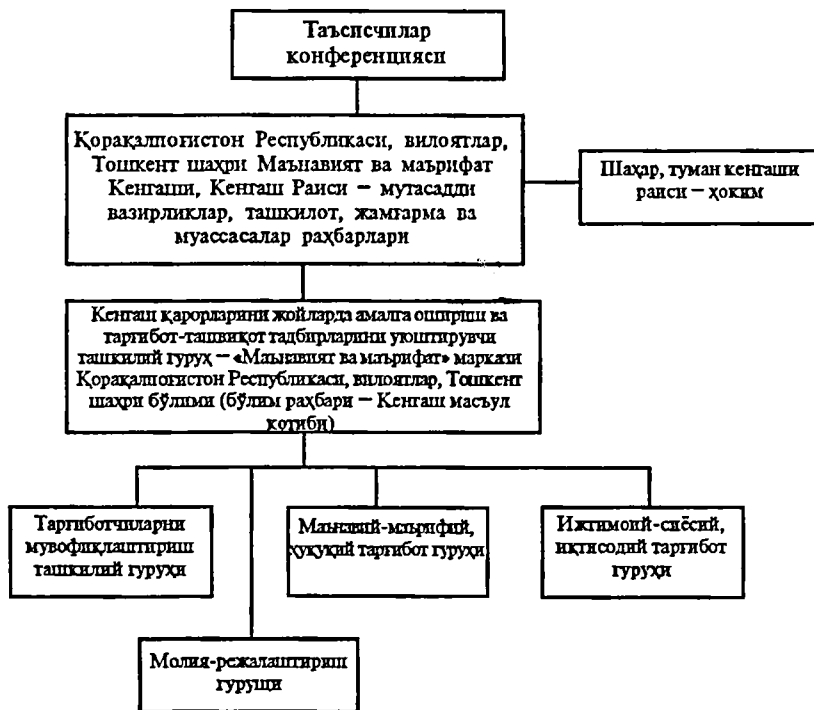 Таъсисчилар
конференцияси
Қорақалпоғистон Республикаси, вилоятлар,
Тошкент шаҳри Маънавият ва маърифат
Кенгаши, Кенгаш Раиси – мутасадди
вазирликлар, ташкилот, жамғарма ва
муассасалар раҳбарлари
Шаҳар, туман кенгаши
раиси – ҳоким
Кенгаш қарорларини жойларда амалга ошириш ва
тарғибот-ташвиқот тадбирларини уюштирувчи
ташкилий гуруҳ – «Маънавият ва маърифат» маркази
Қорақалпоғистон Республикаси, вилоятлар, Тошкент
шаҳри бўлими (бўлим раҳбари – Кенгаш масъул
котиби)
Тарғиботчиларни
мувофиқлаштириш
ташкилий гуруҳи
Маънавий-маърифий,
ҳуқуқий тарғибот гуруҳи
Ижтимоий-сиёсий,
иқтисодий тарғибот
гуруҳи
Молия-режалаштириш
гурущи